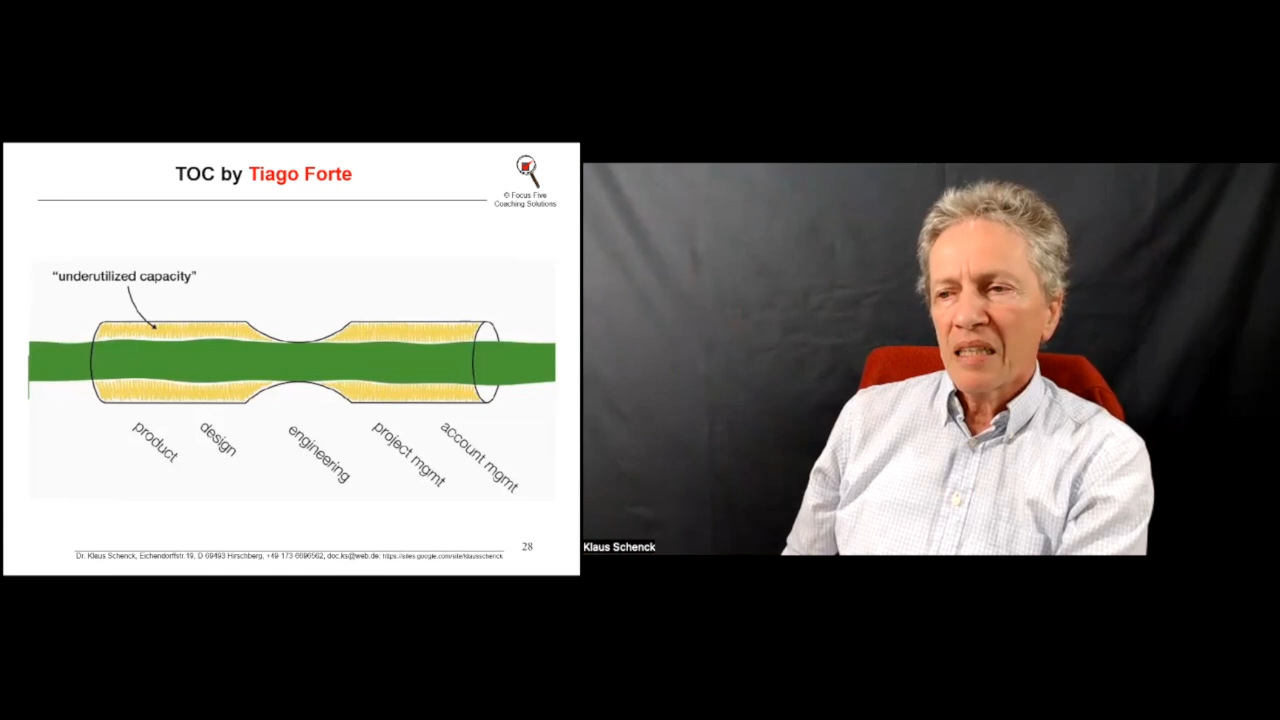 TOC by Tiago Forte
© Focus Five
Coaching Solutions
"underutilized capacity"
product
design
engineering
project mgmt
account mgmt
28
Dr. Klaus Schenck, Eichendorffstr.19, D 69493 Hirschberg, +49 173 6696562, doc.ks@web.de; https://sites.google.com/site/klausschenck
Klaus Schenck